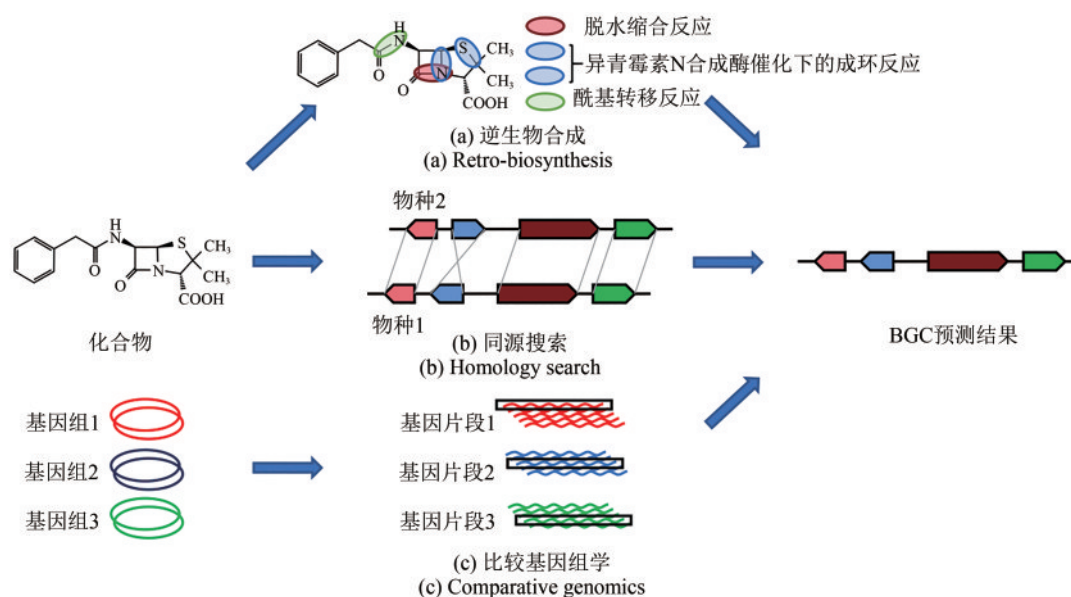 H
N
S
CH₃
CH₃
N
O
O
COOH
脱水缩合反应
异青霉素N合成酶催化下的成环反应
酰基转移反应
(a) 逆生物合成
(a) Retro-biosynthesis
H
N
S
CH₃
CH₃
N
O
O
COOH
化合物
物种2
物种1
(b) 同源搜索
(b) Homology search
BGC预测结果
基因组1
基因组2
基因组3
基因片段1
基因片段2
基因片段3
(c) 比较基因组学
(c) Comparative genomics